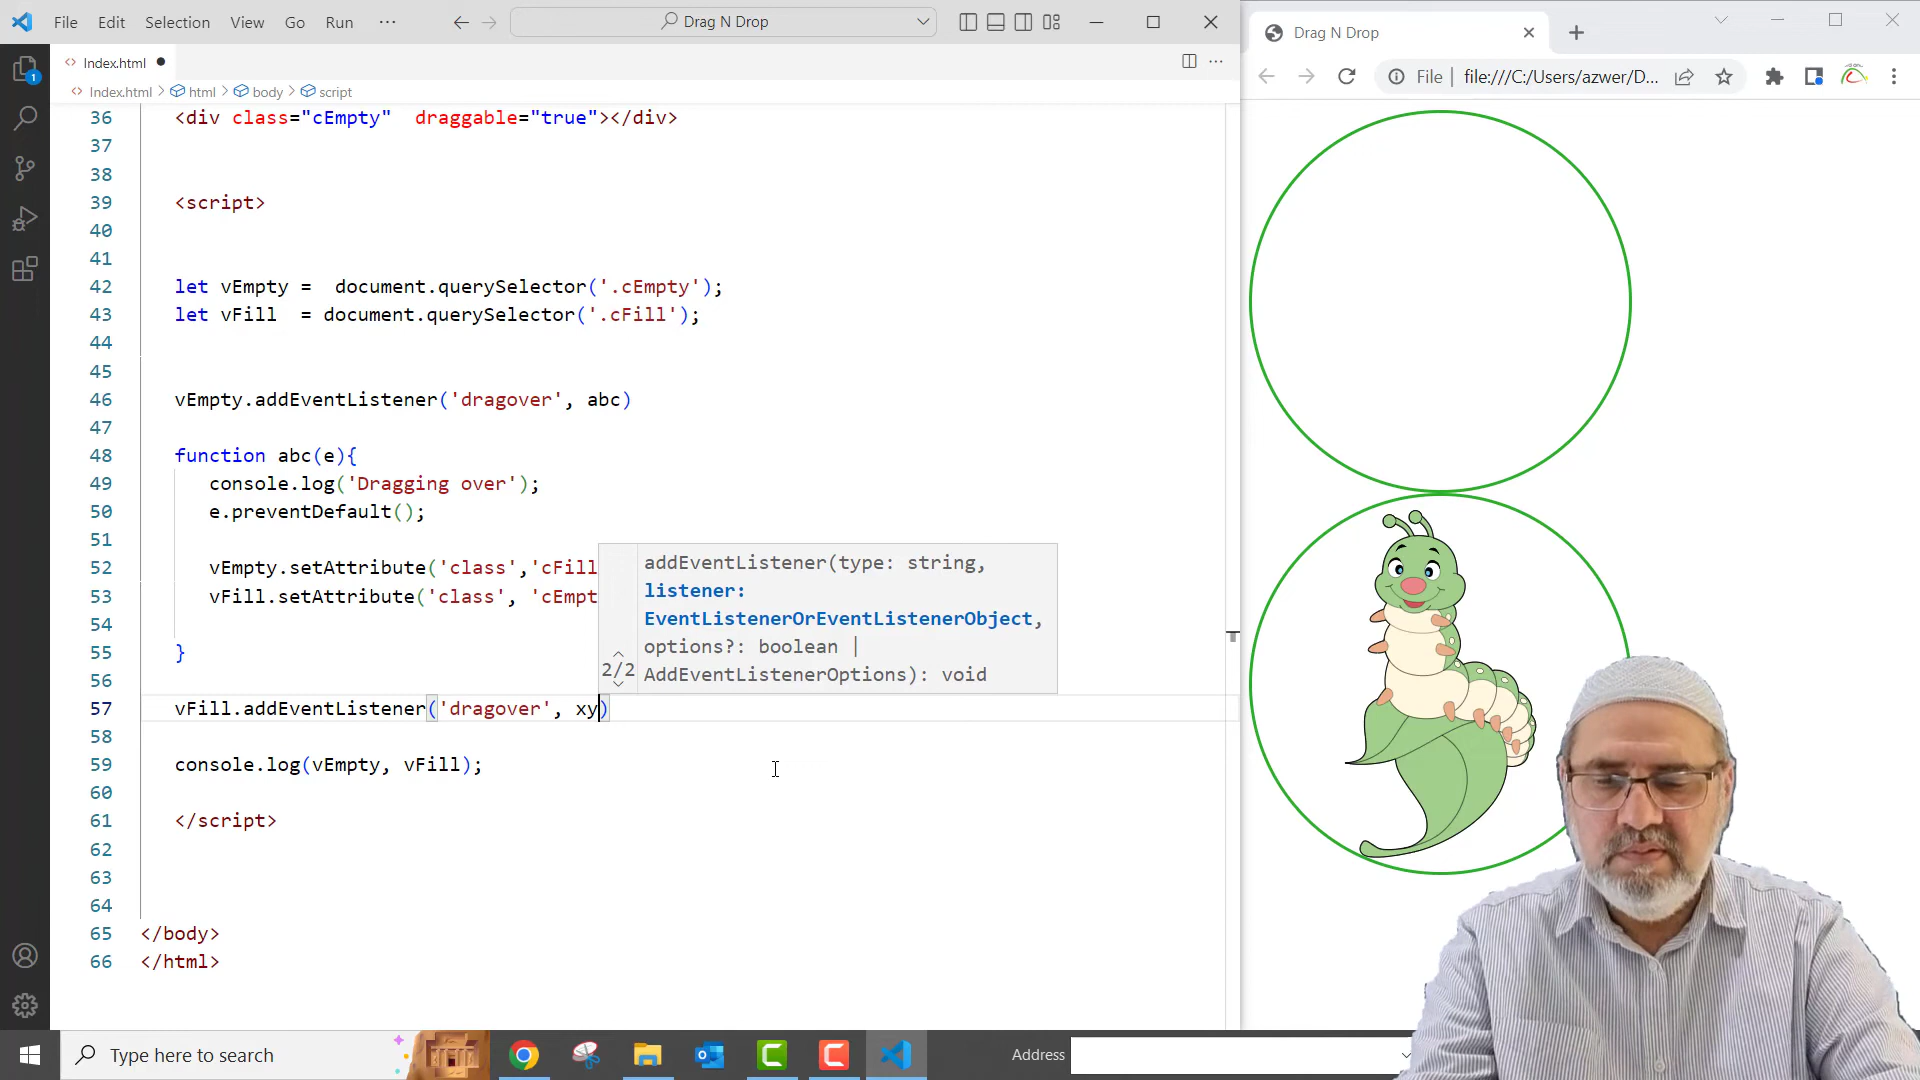 File Edit Selection View Go Run ... Drag N Drop
Index.html
Index.html > html > body > script
36 <div class="cEmpty"  draggable="true"></div>
37
38
39 <script>
40
41
42 let vEmpty =  document.querySelector('.cEmpty');
43 let vFill  = document.querySelector('.cFill');
44
45
46 vEmpty.addEventListener('dragover', abc)
47
48 function abc(e){
49 console.log('Dragging over');
50 e.preventDefault();
51
52 vEmpty.setAttribute('class','cFill
53 vFill.setAttribute('class', 'cEmpt
54
55 }
56
57 vFill.addEventListener('dragover', xy)
58
59 console.log(vEmpty, vFill);
60
61 </script>
62
63
64
65 </body>
66 </html>
addEventListener(type: string,
listener:
EventListenerOrEventListenerObject,
options?: boolean |
2/2
AddEventListenerOptions): void
1
Drag N Drop
File | file:///C:/Users/azwer/D...
Type here to search
Address